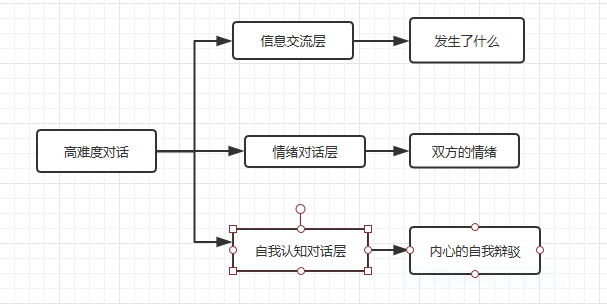 信息交流层
发生了什么
高难度对话
情绪对话层
双方的情绪
自我认知对话层
内心的自我辩驳